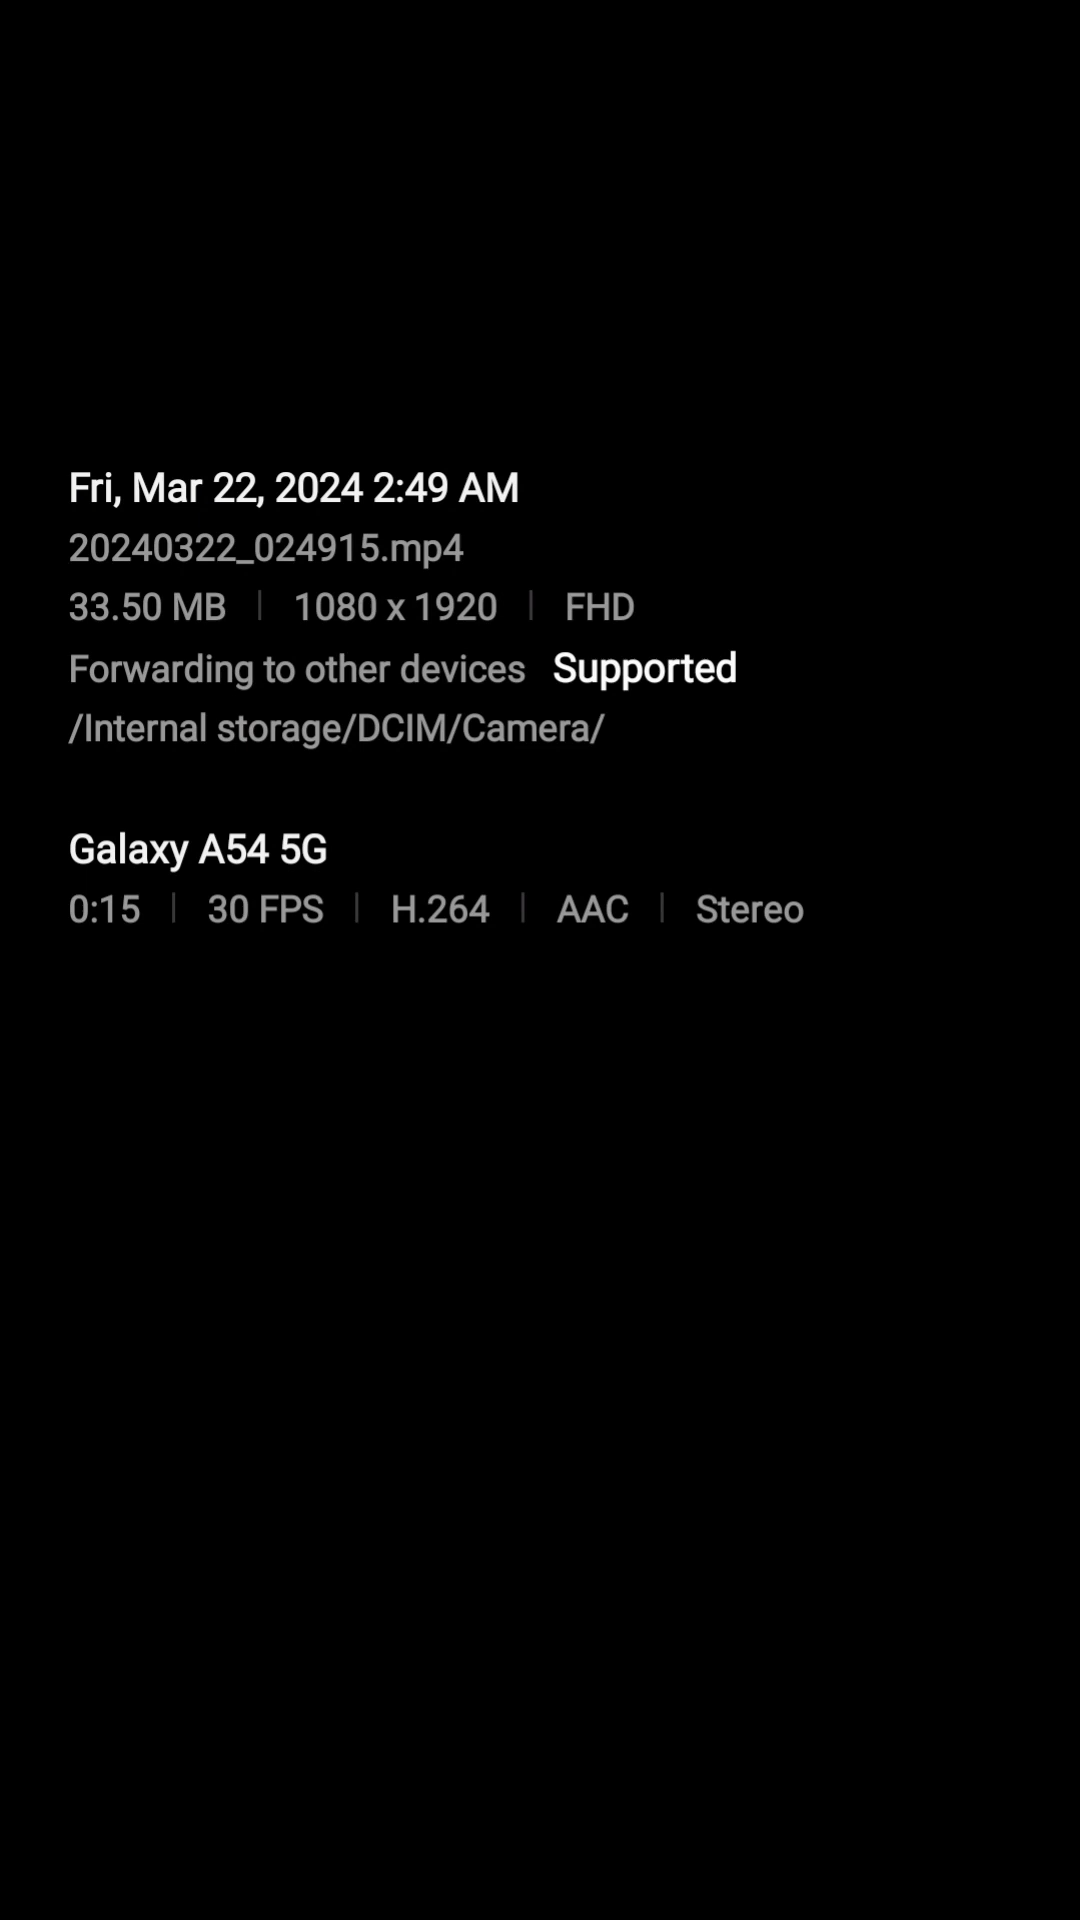 Fri, Mar 22, 2024 2:49 AM
20240322_024915.mp4
33.50 MB | 1080 x 1920 | FHD
Forwarding to other devices Supported
/Internal storage/DCIM/Camera/
Galaxy A54 5G
0:15 | 30 FPS | H.264 | AAC | Stereo